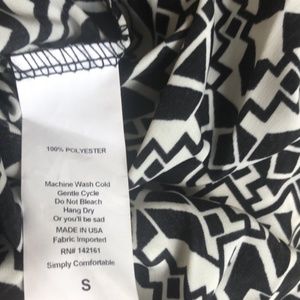 100% POLYESTER
Machine Wash Cold
Gentle Cycle
Do Not Bleach
Hang Dry
Or you'll be sad
MADE IN USA
Fabric Imported
RN# 142161
Simply Comfortable
S